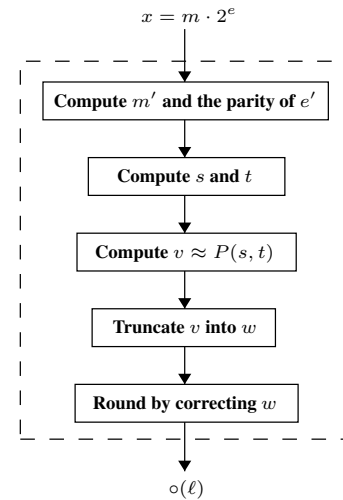 x = m · 2^e
Compute m′ and the parity of e′
Compute s and t
Compute v ≈ P(s, t)
Truncate v into w
Round by correcting w
∘(ℓ)